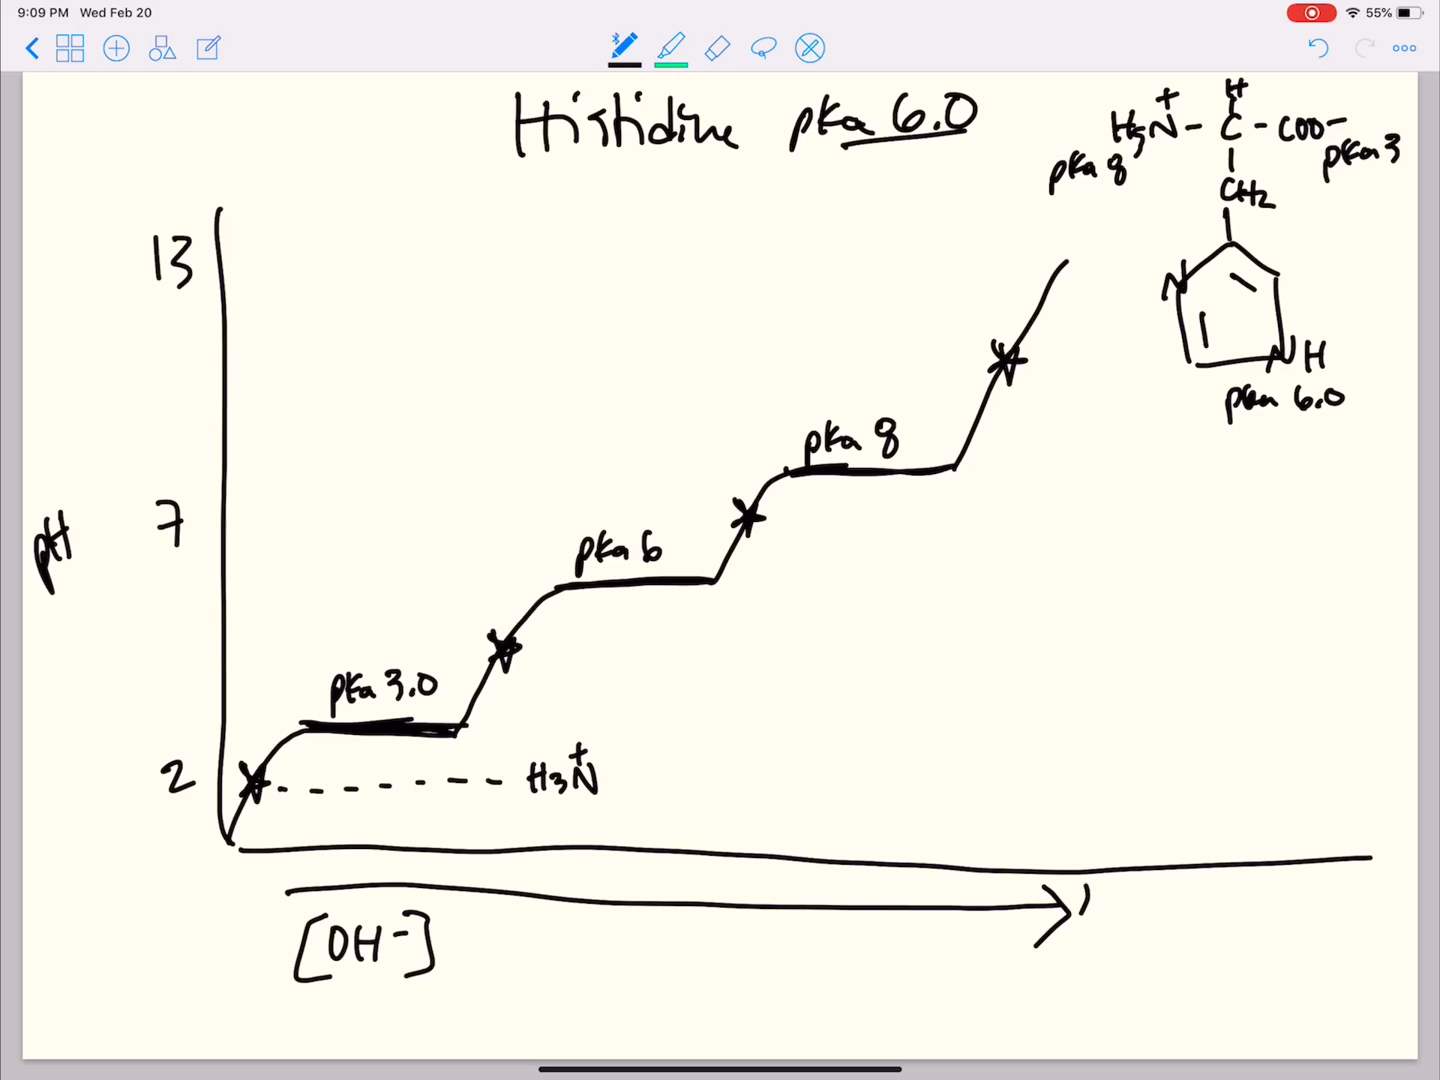 9:09 PM Wed Feb 20
55%
Histidine pka 6.0
H
H3N+ - C - COO-
pka 8
pka 3
CH2
N
NH
pka 6.0
13
pka 8
7
pH
pka 6
pka 3.0
2
H3N+
[OH-]